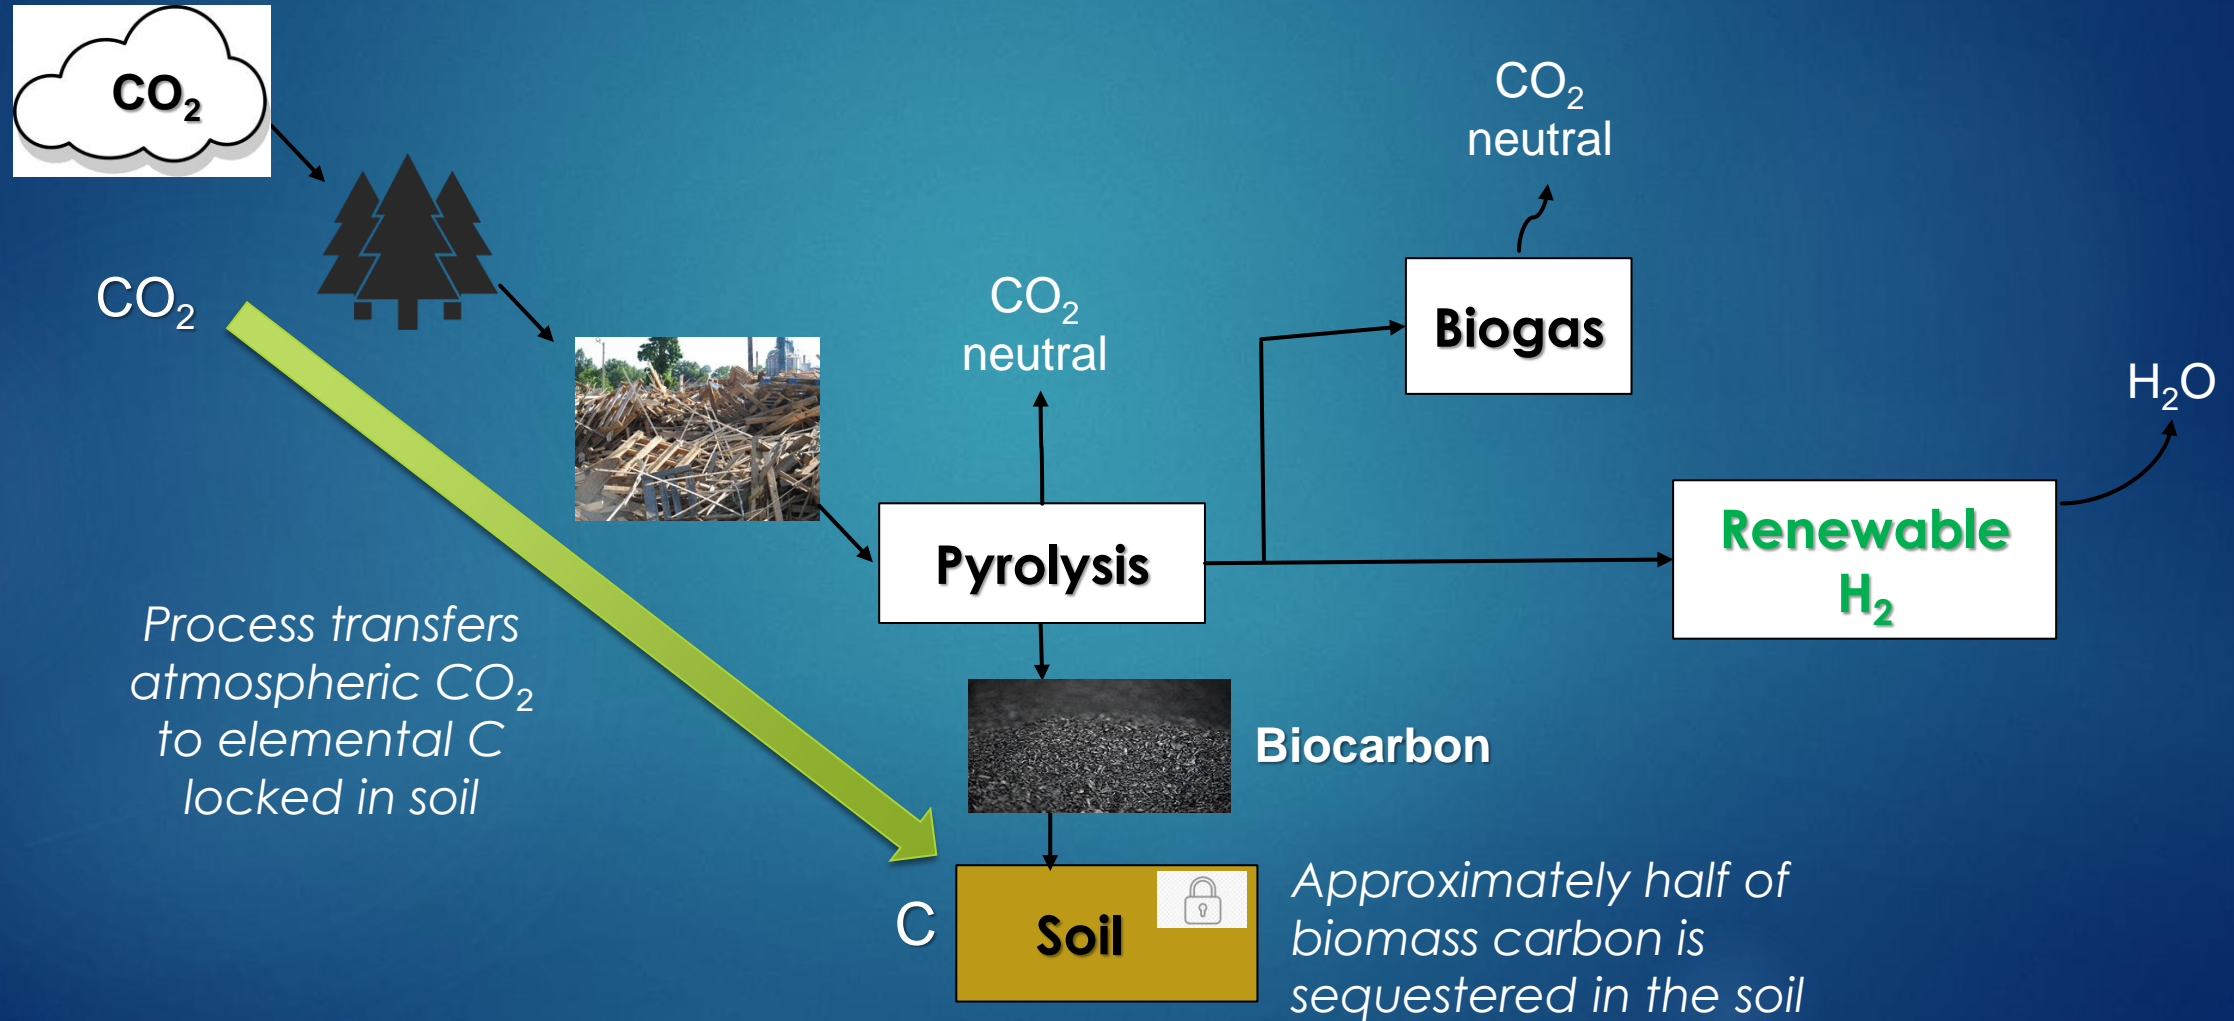 CO₂
CO₂
neutral
CO₂
CO₂
neutral
Biogas
H₂O
Pyrolysis
Renewable
H₂
Process transfers
atmospheric CO₂
to elemental C
locked in soil
Biocarbon
C
Soil
Approximately half of
biomass carbon is
sequestered in the soil